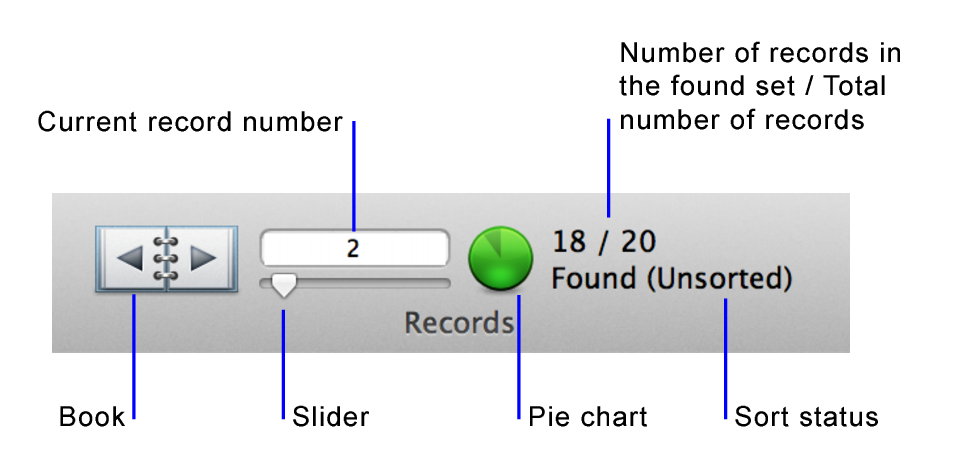 Number of records in
the found set / Total
number of records
Current record number
2
18 / 20
Found (Unsorted)
Records
Book
Slider
Pie chart
Sort status